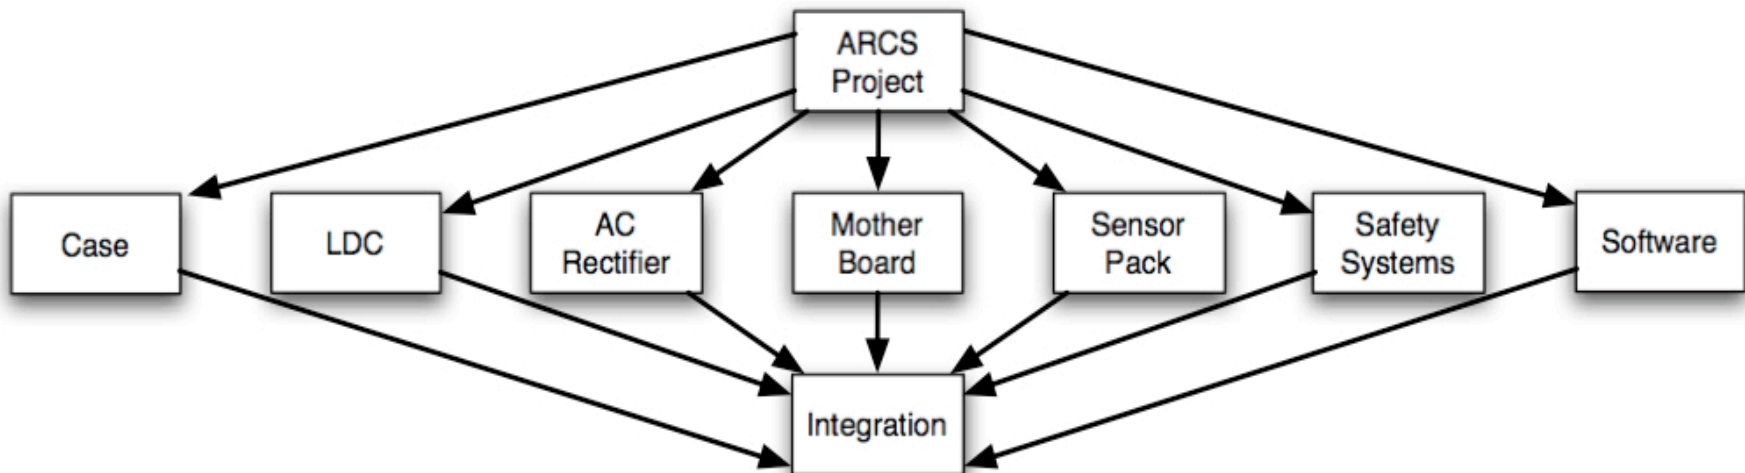 ARCS
Project
Case
LDC
AC
Rectifier
Mother
Board
Sensor
Pack
Safety
Systems
Software
Integration